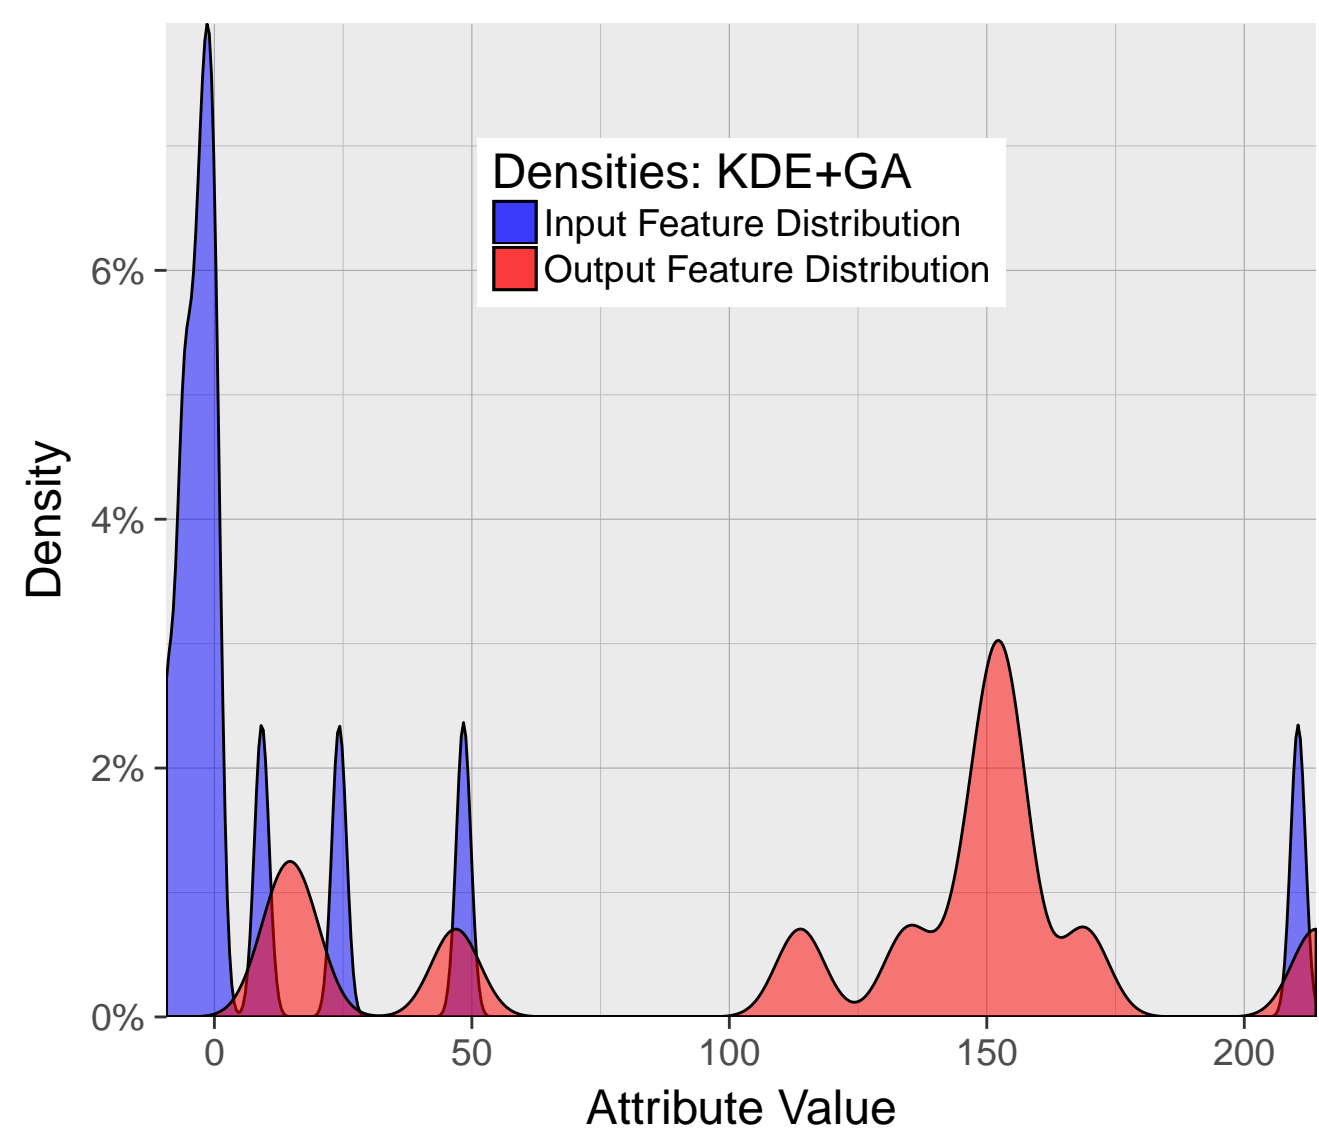 Densities: KDE+GA
Input Feature Distribution
Output Feature Distribution
6%
4%
2%
0%
Density
0 50 100 150 200
Attribute Value